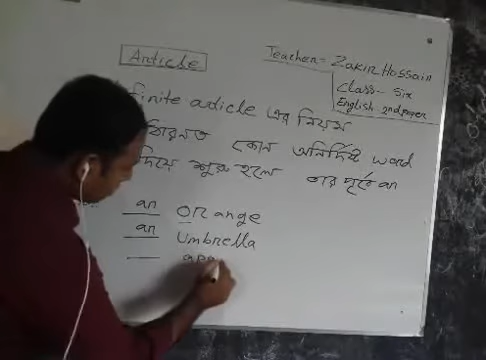 Article
Teacher= Zakir Hossain
Class- Six
English 2nd paper
finite article এর নিয়ম
কোন অনির্দিষ্ট word
দিয়ে শুরু হলে তার পূর্বে an
an orange
an Umbrella
apa